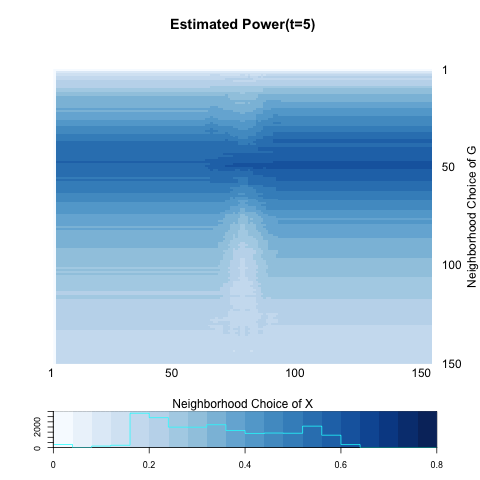 Estimated Power(t=5)
1
50
100
150
Neighborhood Choice of G
1 50 100 150
Neighborhood Choice of X
0 2000
0 0.2 0.4 0.6 0.8